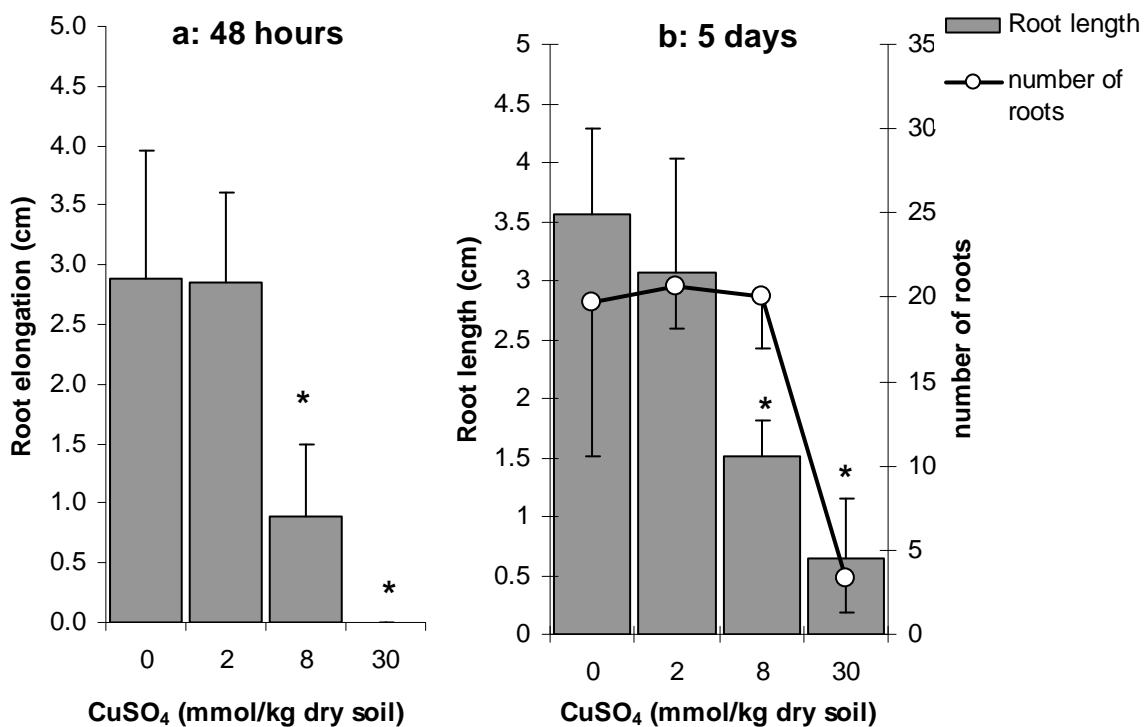 a: 48 hours
Root elongation (cm)
5.0
4.5
4.0
3.5
3.0
2.5
2.0
1.5
1.0
0.5
0.0
*
*
0 2 8 30
CuSO₄ (mmol/kg dry soil)
b: 5 days
Root length (cm)
5
4.5
4
3.5
3
2.5
2
1.5
1
0.5
0
*
*
0 2 8 30
CuSO₄ (mmol/kg dry soil)
35
30
25
20
15
10
5
0
number of roots
Root length
number of
roots